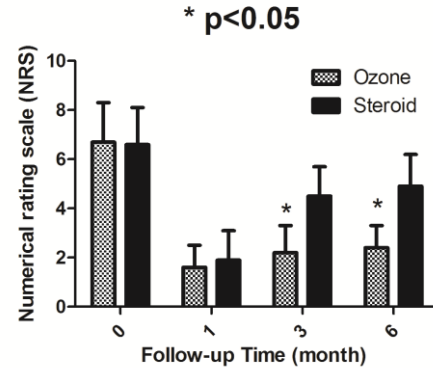 * p<0.05
Numerical rating scale (NRS)
10
8
6
4
2
0
Ozone
Steroid
*
*
0
1
3
6
Follow-up Time (month)